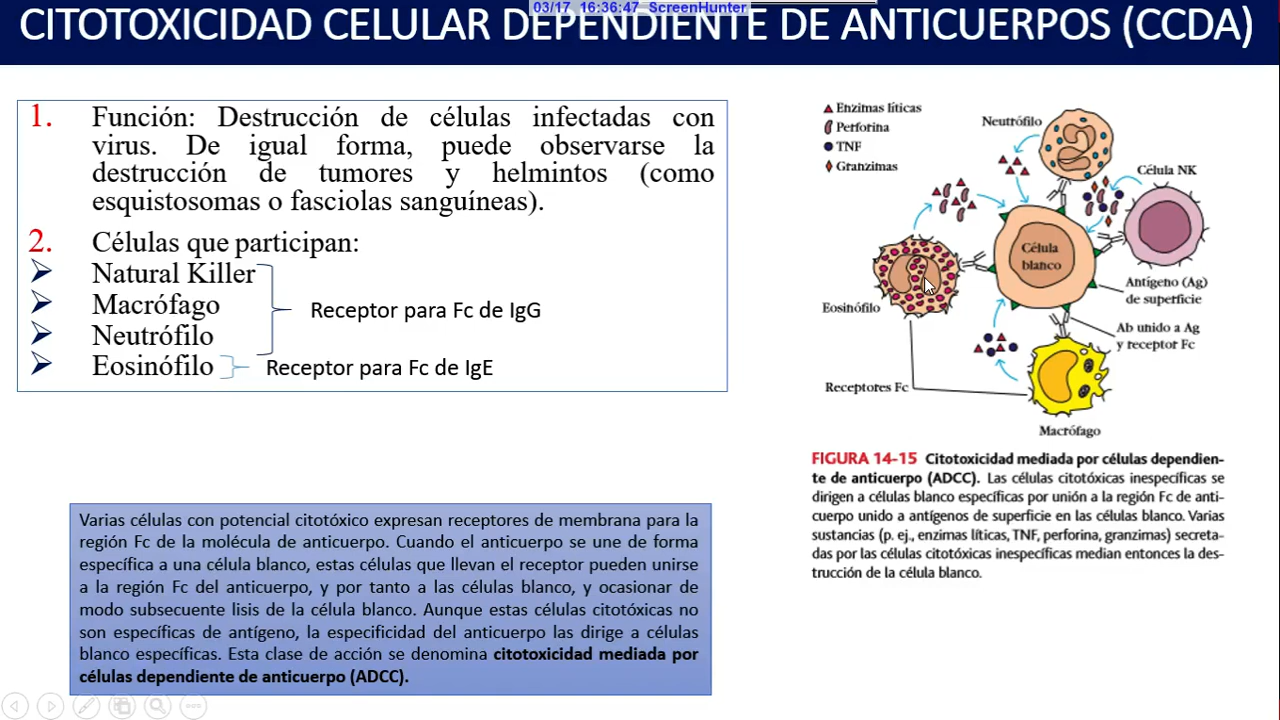 03/17 16:36:47 ScreenHunter
CITOTOXICIDAD CELULAR DEPENDIENTE DE ANTICUERPOS (CCDA)
1. Función: Destrucción de células infectadas con
virus. De igual forma, puede observarse la
destrucción de tumores y helmintos (como
esquistosomas o fasciolas sanguíneas).
2. Células que participan:
Natural Killer
Macrófago
Neutrófilo
Eosinófilo
Receptor para Fc de IgG
Receptor para Fc de IgE
Varias células con potencial citotóxico expresan receptores de membrana para la
región Fc de la molécula de anticuerpo. Cuando el anticuerpo se une de forma
específica a una célula blanco, estas células que llevan el receptor pueden unirse
a la región Fc del anticuerpo, y por tanto a las células blanco, y ocasionar de
modo subsecuente lisis de la célula blanco. Aunque estas células citotóxicas no
son específicas de antígeno, la especificidad del anticuerpo las dirige a células
blanco específicas. Esta clase de acción se denomina citotoxicidad mediada por
células dependiente de anticuerpo (ADCC).
Enzimas líticas
Perforina
TNF
Granzimas
Neutrófilo
Célula NK
Célula
blanco
Eosinófilo
Antígeno (Ag)
de superficie
Ab unido a Ag
y receptor Fc
Receptores Fc
Macrófago
FIGURA 14-15 Citotoxicidad mediada por células dependien-
te de anticuerpo (ADCC). Las células citotóxicas inespecíficas se
dirigen a células blanco específicas por unión a la región Fc de anti-
cuerpo unido a antígenos de superficie en las células blanco. Varias
sustancias (p. ej., enzimas líticas, TNF, perforina, granzimas) secreta-
das por las células citotóxicas inespecíficas median entonces la des-
trucción de la célula blanco.